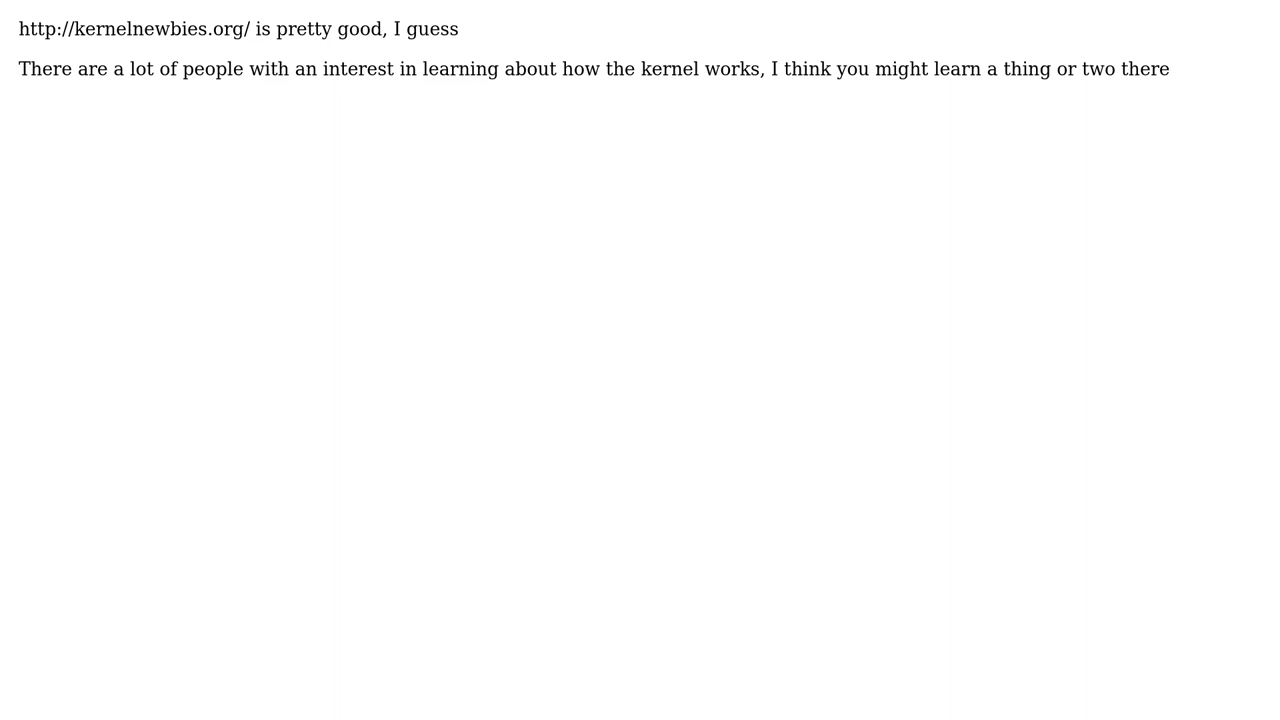 http://kernelnewbies.org/ is pretty good, I guess
There are a lot of people with an interest in learning about how the kernel works, I think you might learn a thing or two there